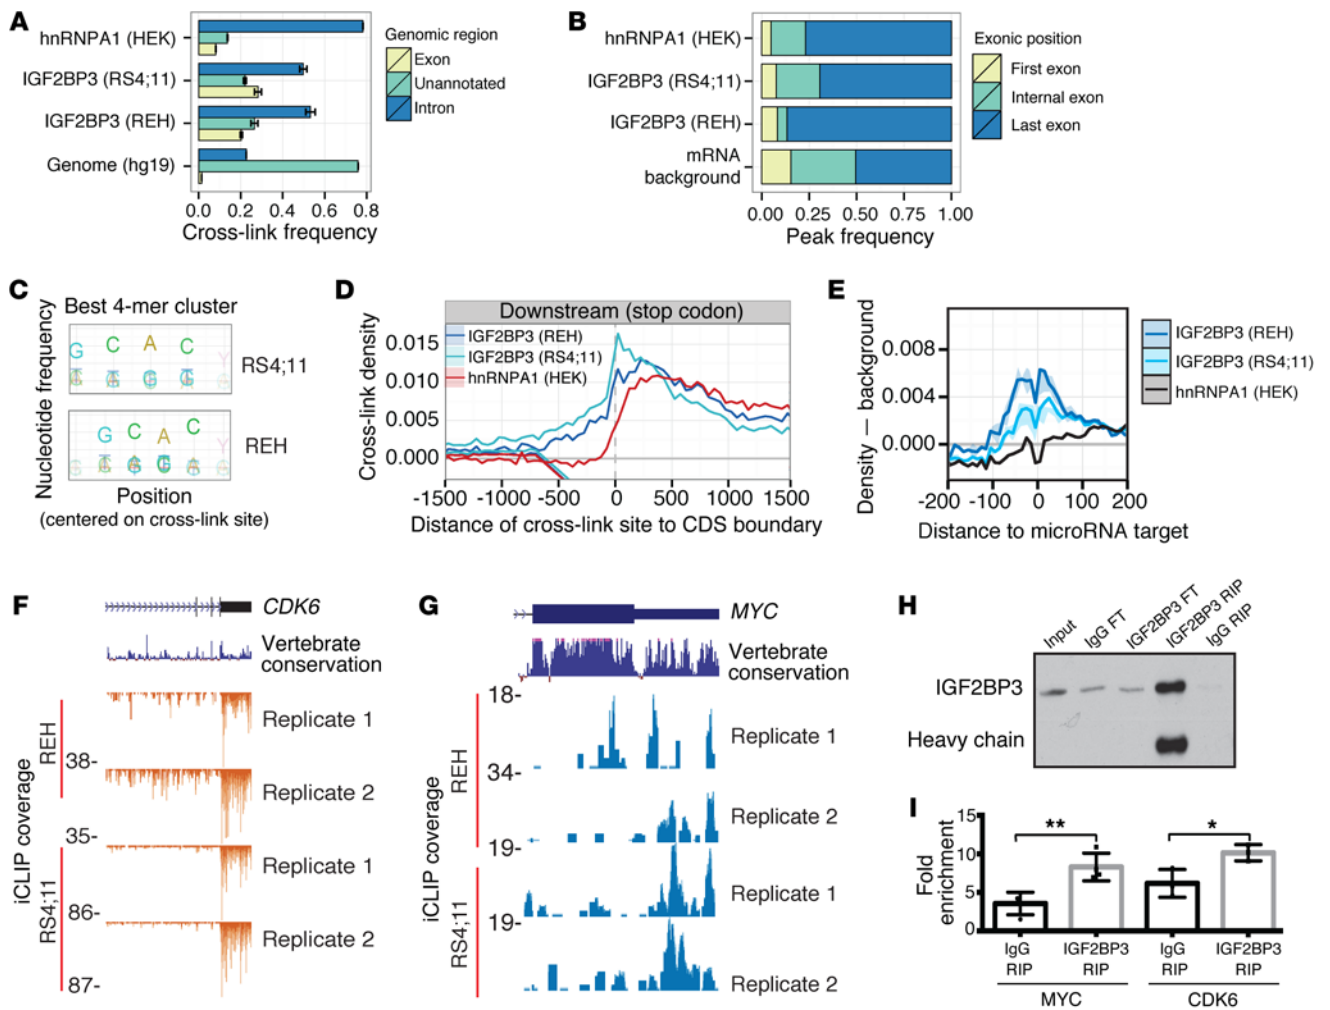 A
hnRNPA1 (HEK)
IGF2BP3 (RS4;11)
IGF2BP3 (REH)
Genome (hg19)
0.0 0.2 0.4 0.6 0.8
Cross-link frequency
Genomic region
Exon
Unannotated
Intron
B
hnRNPA1 (HEK)
IGF2BP3 (RS4;11)
IGF2BP3 (REH)
mRNA
background
0.00 0.25 0.50 0.75 1.00
Peak frequency
Exonic position
First exon
Internal exon
Last exon
C
Best 4-mer cluster
Nucleotide frequency
G C A C Y
RS4;11
G C A C Y
REH
Position
(centered on cross-link site)
D
Downstream (stop codon)
IGF2BP3 (REH)
IGF2BP3 (RS4;11)
hnRNPA1 (HEK)
Cross-link density
0.015
0.010
0.005
0.000
-1500 -1000 -500 0 500 1000 1500
Distance of cross-link site to CDS boundary
E
Density – background
0.008
0.004
0.000
-200 -100 0 100 200
Distance to microRNA target
IGF2BP3 (REH)
IGF2BP3 (RS4;11)
hnRNPA1 (HEK)
F
CDK6
Vertebrate
conservation
iCLIP coverage
REH
Replicate 1
38-
Replicate 2
35-
RS4;11
Replicate 1
86-
Replicate 2
87-
G
MYC
Vertebrate
conservation
iCLIP coverage
REH
18-
Replicate 1
34-
Replicate 2
RS4;11
19-
Replicate 1
19-
Replicate 2
H
Input
IgG FT
IGF2BP3 FT
IGF2BP3 RIP
IgG RIP
IGF2BP3
Heavy chain
I
Fold
enrichment
15
10
5
0
** *
IgG
RIP
IGF2BP3
RIP
IgG
RIP
IGF2BP3
RIP
MYC CDK6